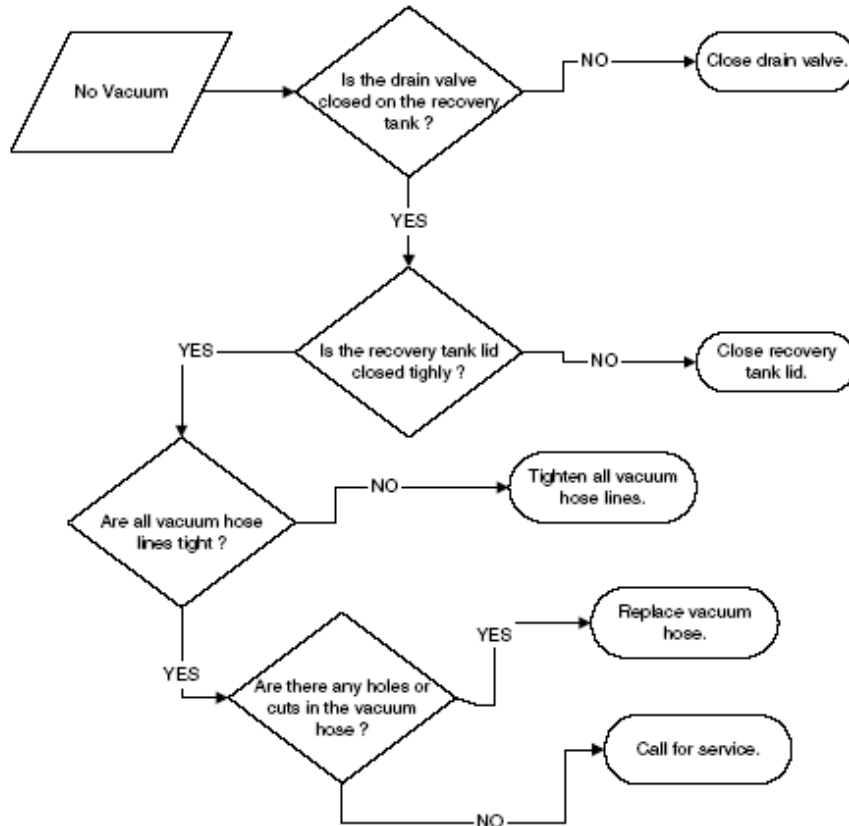 No Vacuum
Is the drain valve
closed on the recovery
tank ?
NO
Close drain valve.
YES
Is the recovery tank lid
closed tighly ?
YES
NO
Close recovery
tank lid.
Are all vacuum hose
lines tight ?
NO
Tighten all vacuum
hose lines.
YES
Are there any holes or
cuts in the vacuum
hose ?
YES
Replace vacuum
hose.
NO
Call for service.